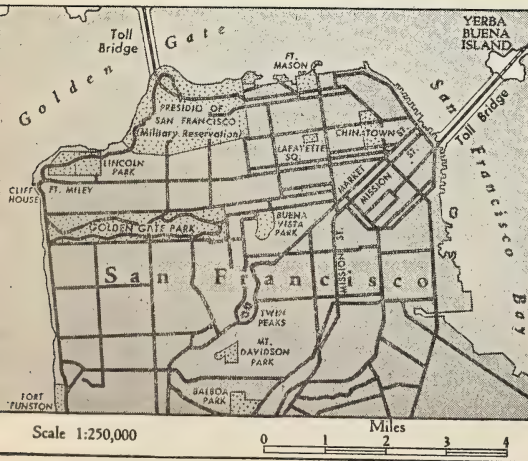 Toll
Bridge
Golden Gate
YERBA
BUENA
ISLAND
FT.
MASON
San Francisco Bay
Toll Bridge
PRESIDIO OF
SAN FRANCISCO
(Military Reservation)
CHINATOWN
LAFAYETTE
SQ.
LINCOLN
PARK
FT. MILEY
CLIFF
HOUSE
MARKET ST.
MISSION ST.
GOLDEN GATE PARK
BUENA
VISTA
PARK
MISSION ST.
San Francisco
TWIN
PEAKS
MT.
DAVIDSON
PARK
BALBOA
PARK
FORT
FUNSTON
Scale 1:250,000
Miles
0 1 2 3 4